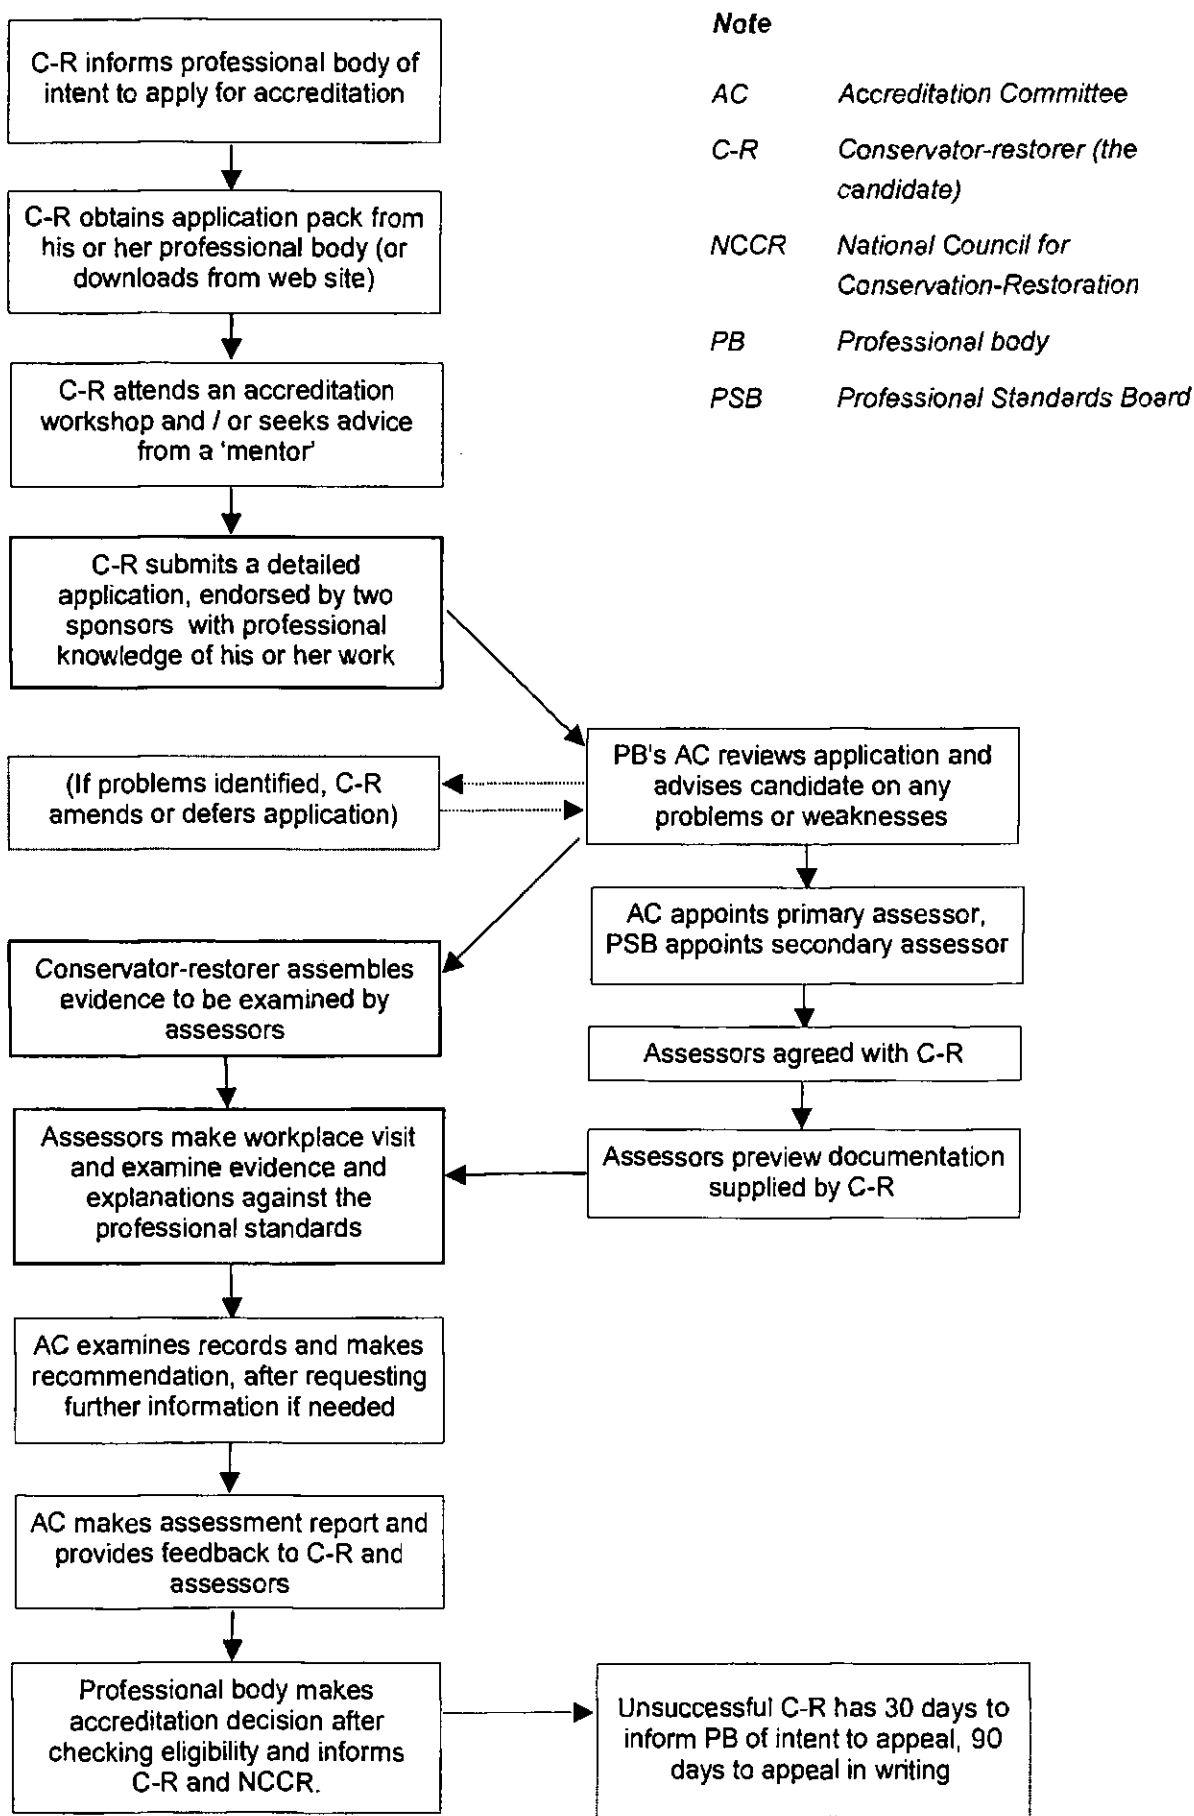 C-R informs professional body of
intent to apply for accreditation
C-R obtains application pack from
his or her professional body (or
downloads from web site)
C-R attends an accreditation
workshop and / or seeks advice
from a 'mentor'
C-R submits a detailed
application, endorsed by two
sponsors with professional
knowledge of his or her work
(If problems identified, C-R
amends or defers application)
PB's AC reviews application and
advises candidate on any
problems or weaknesses
AC appoints primary assessor,
PSB appoints secondary assessor
Conservator-restorer assembles
evidence to be examined by
assessors
Assessors agreed with C-R
Assessors make workplace visit
and examine evidence and
explanations against the
professional standards
Assessors preview documentation
supplied by C-R
AC examines records and makes
recommendation, after requesting
further information if needed
AC makes assessment report and
provides feedback to C-R and
assessors
Professional body makes
accreditation decision after
checking eligibility and informs
C-R and NCCR.
Unsuccessful C-R has 30 days to
inform PB of intent to appeal, 90
days to appeal in writing
Note
AC Accreditation Committee
C-R Conservator-restorer (the
candidate)
NCCR National Council for
Conservation-Restoration
PB Professional body
PSB Professional Standards Board